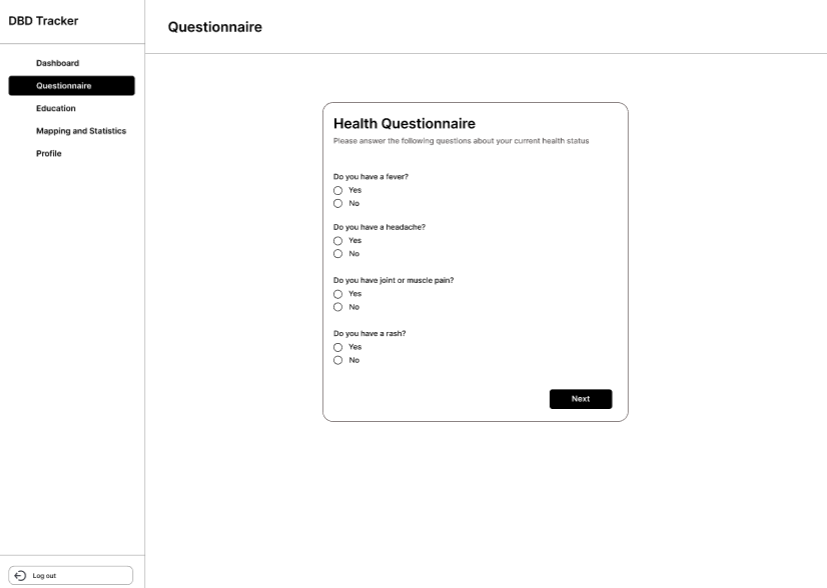 DBD Tracker
Questionnaire
Dashboard
Questionnaire
Education
Mapping and Statistics
Profile
Health Questionnaire
Please answer the following questions about your current health status
Do you have a fever?
Yes
No
Do you have a headache?
Yes
No
Do you have joint or muscle pain?
Yes
No
Do you have a rash?
Yes
No
Next
Log out